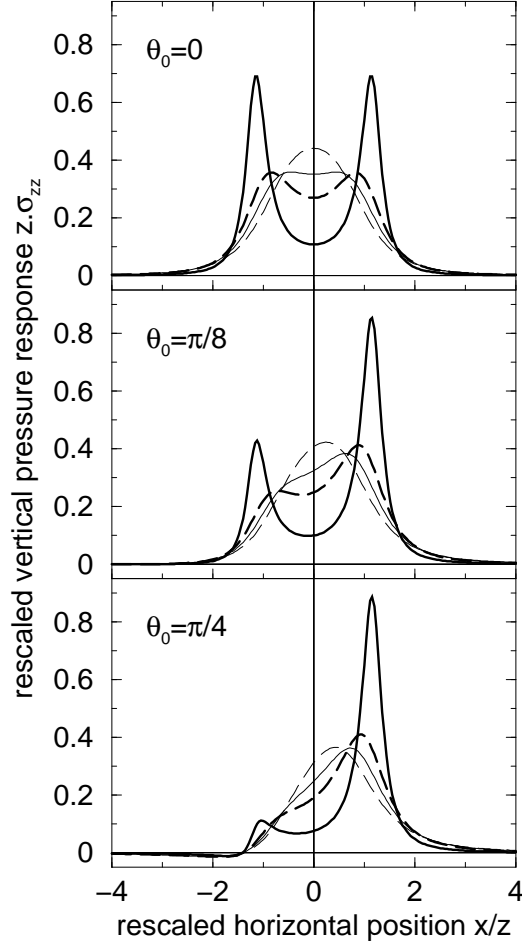 rescaled vertical pressure response z.σzz
θ0=0
0.8
0.6
0.4
0.2
0
θ0=π/8
0.8
0.6
0.4
0.2
0
θ0=π/4
0.8
0.6
0.4
0.2
0
−4 −2 0 2 4
rescaled horizontal position x/z